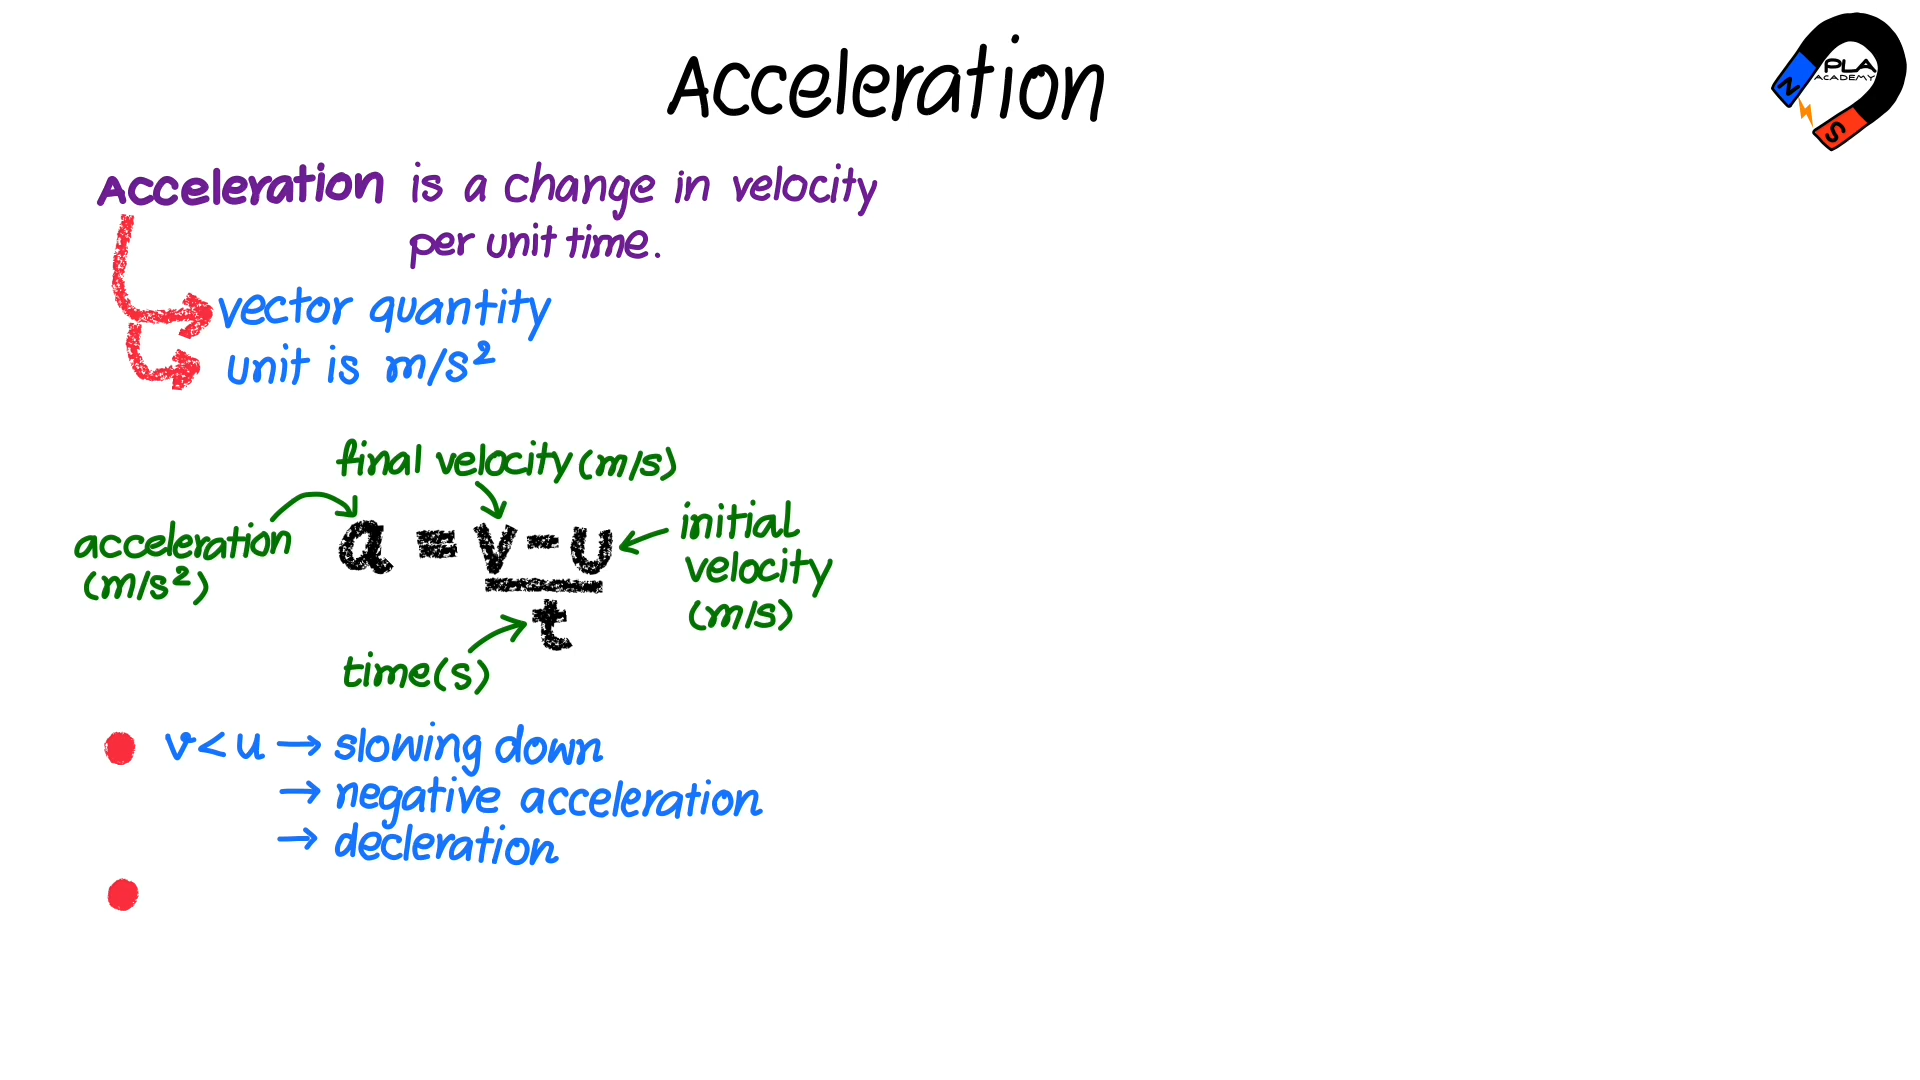 Acceleration
PLA
ACADEMY
N
S
Acceleration is a change in velocity
per unit time.
vector quantity
unit is m/s²
final velocity (m/s)
acceleration
(m/s²)
a = v - u
t
initial
velocity
(m/s)
time(s)
v < u → slowing down
→ negative acceleration
→ decleration